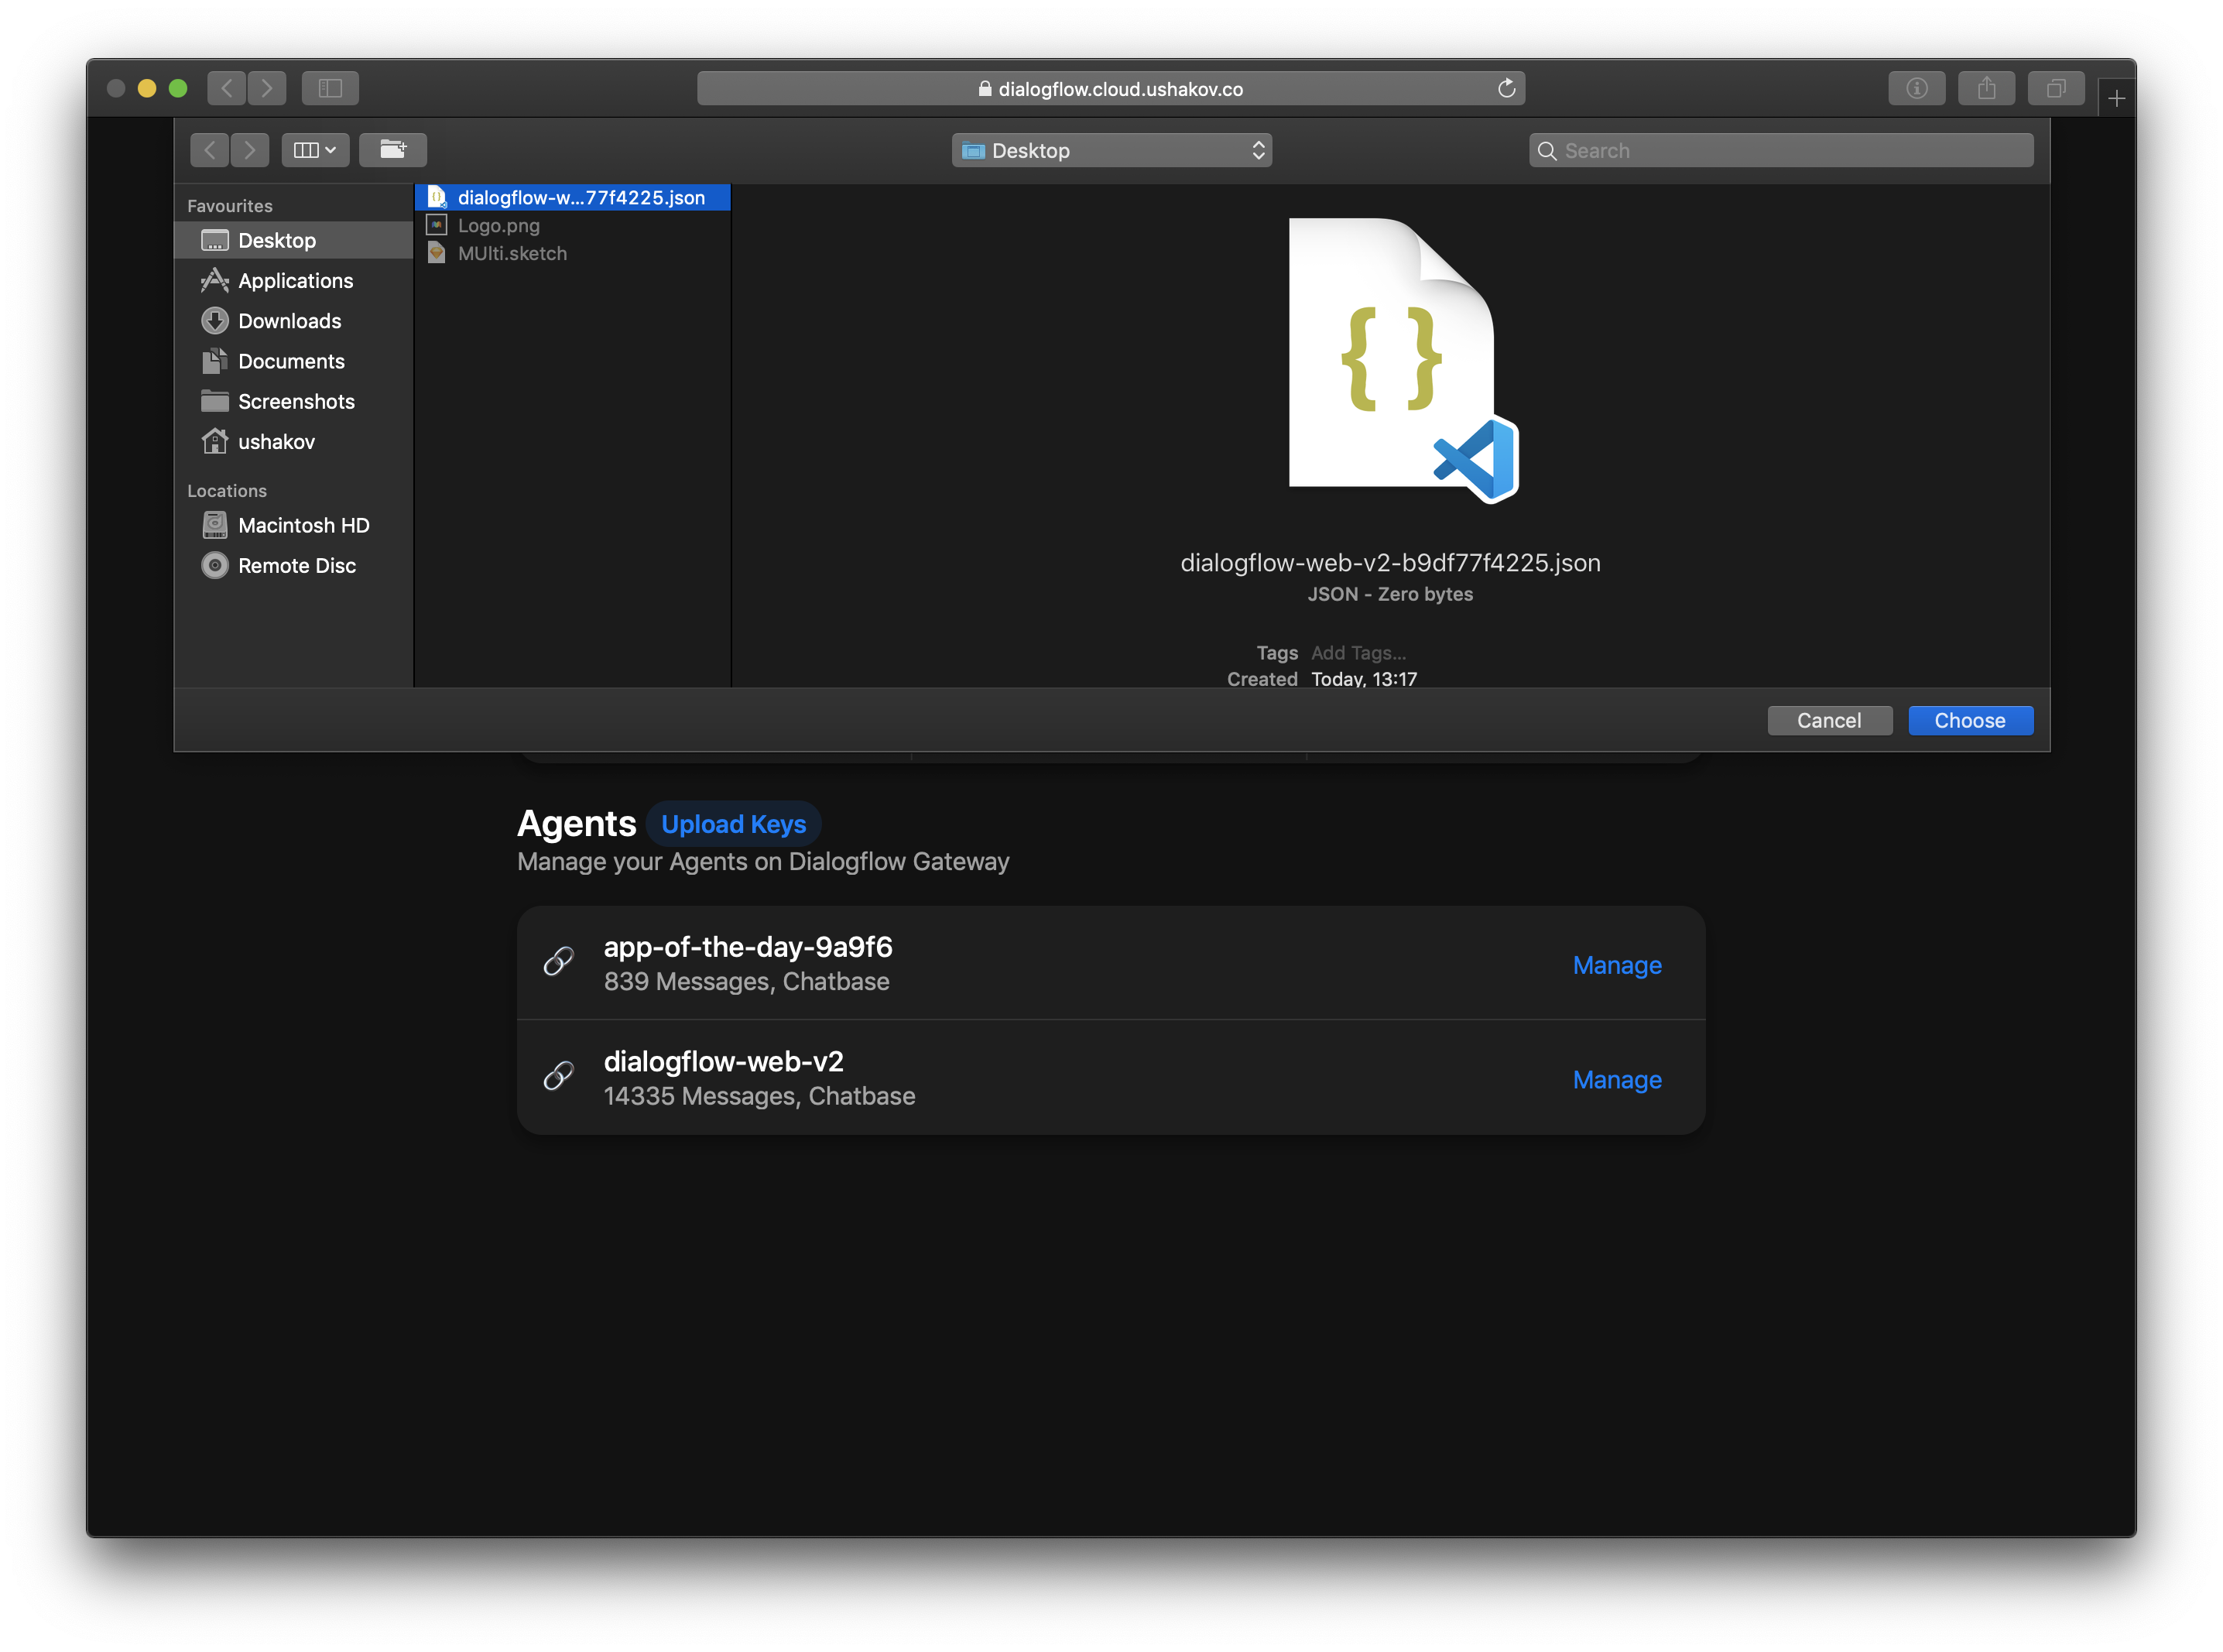 dialogflow.cloud.ushakov.co
Desktop
Search
Favourites
Desktop
Applications
Downloads
Documents
Screenshots
ushakov
Locations
Macintosh HD
Remote Disc
dialogflow-w...77f4225.json
Logo.png
MUlti.sketch
{ }
dialogflow-web-v2-b9df77f4225.json
JSON - Zero bytes
Tags Add Tags...
Created Today, 13:17
Cancel Choose
Agents Upload Keys
Manage your Agents on Dialogflow Gateway
app-of-the-day-9a9f6
839 Messages, Chatbase
Manage
dialogflow-web-v2
14335 Messages, Chatbase
Manage